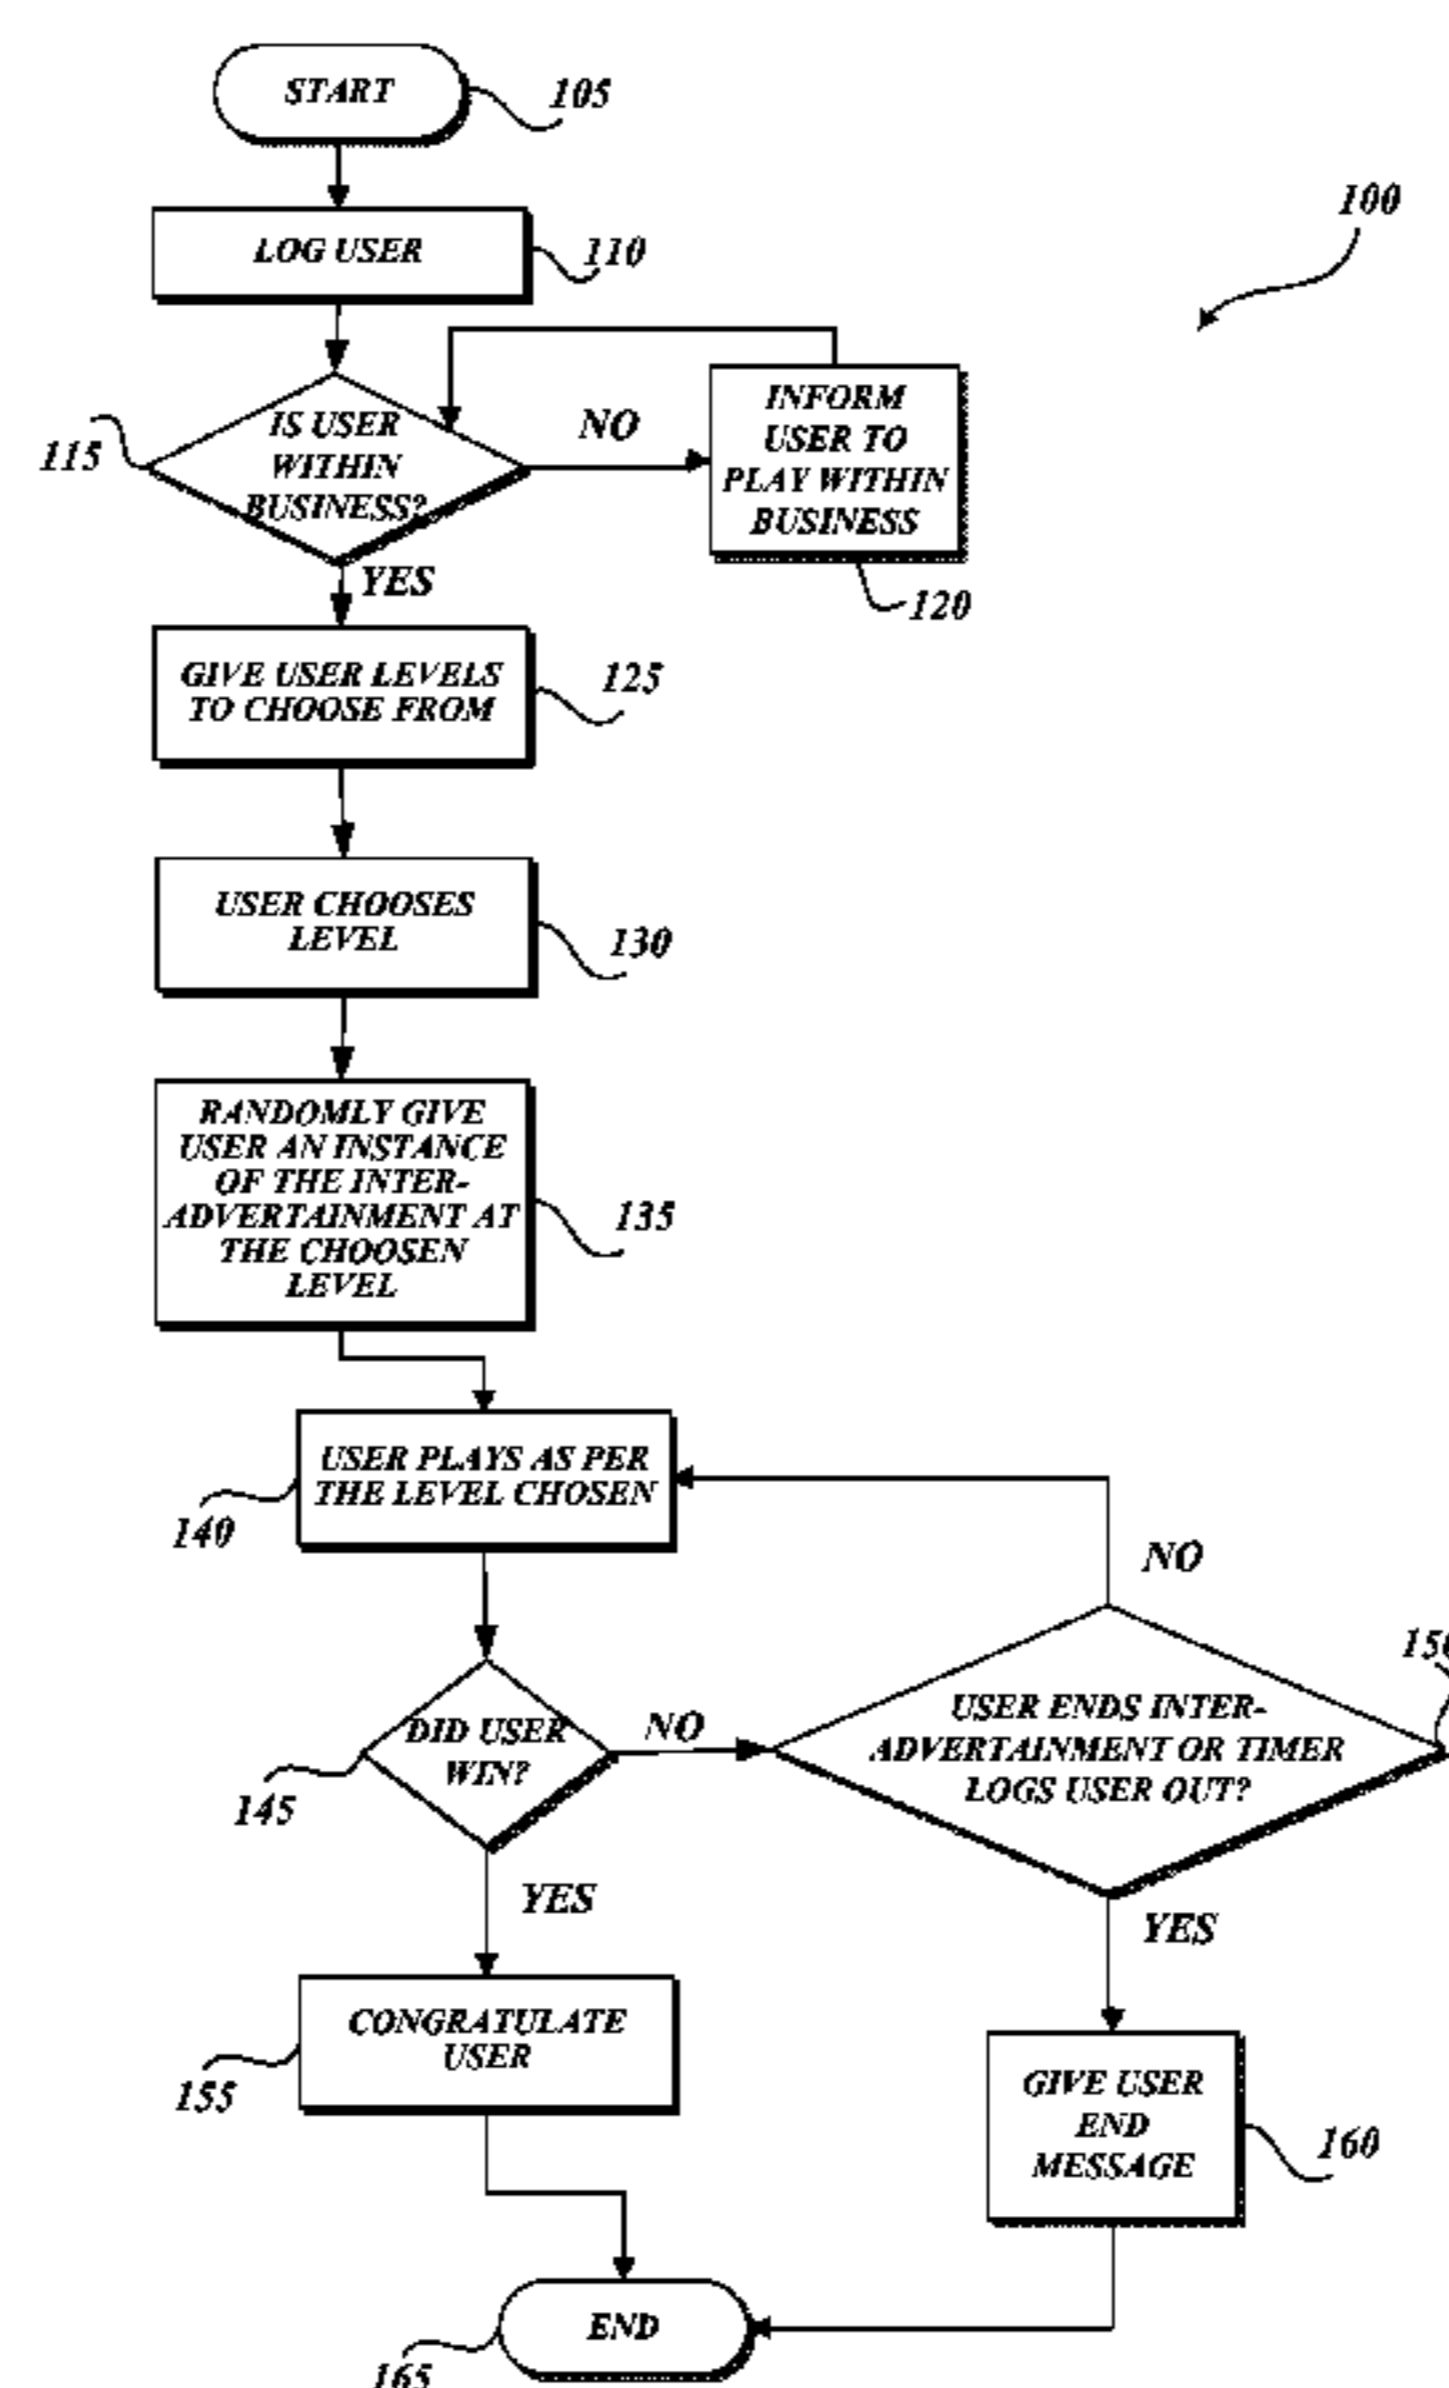 START
105
100
LOG USER
110
IS USER
WITHIN
BUSINESS?
115
NO
INFORM
USER TO
PLAY WITHIN
BUSINESS
120
YES
GIVE USER LEVELS
TO CHOOSE FROM
125
USER CHOOSES
LEVEL
130
RANDOMLY GIVE
USER AN INSTANCE
OF THE INTER-
ADVERTAINMENT AT
THE CHOOSEN
LEVEL
135
USER PLAYS AS PER
THE LEVEL CHOSEN
140
NO
150
DID USER
WIN?
145
NO
USER ENDS INTER-
ADVERTAINMENT OR TIMER
LOGS USER OUT?
YES
YES
CONGRATULATE
USER
155
GIVE USER
END
MESSAGE
160
END
165